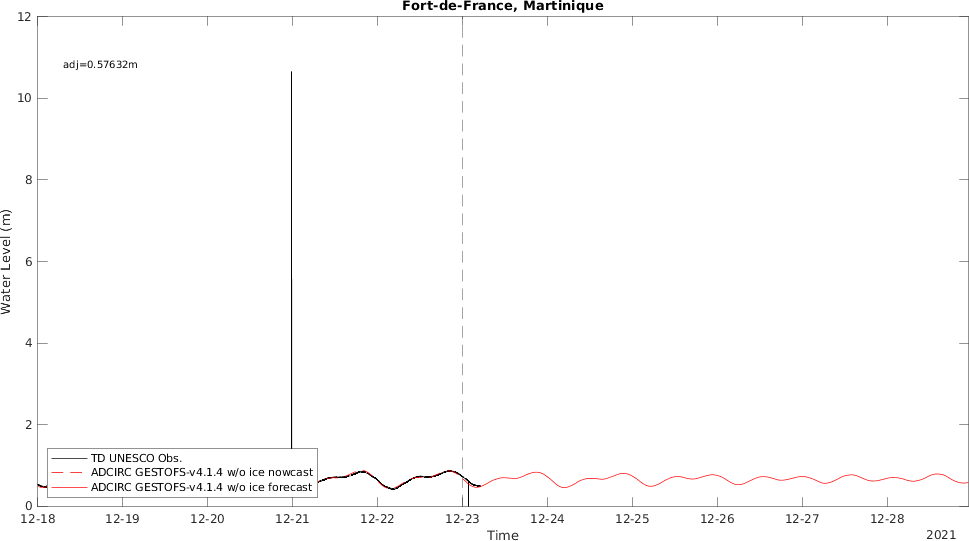 Fort-de-France, Martinique
12
adj=0.57632m
10
8
6
4
2
0
Water Level (m)
TD UNESCO Obs.
ADCIRC GESTOFS-v4.1.4 w/o ice nowcast
ADCIRC GESTOFS-v4.1.4 w/o ice forecast
12-18 12-19 12-20 12-21 12-22 12-23 12-24 12-25 12-26 12-27 12-28
Time
2021